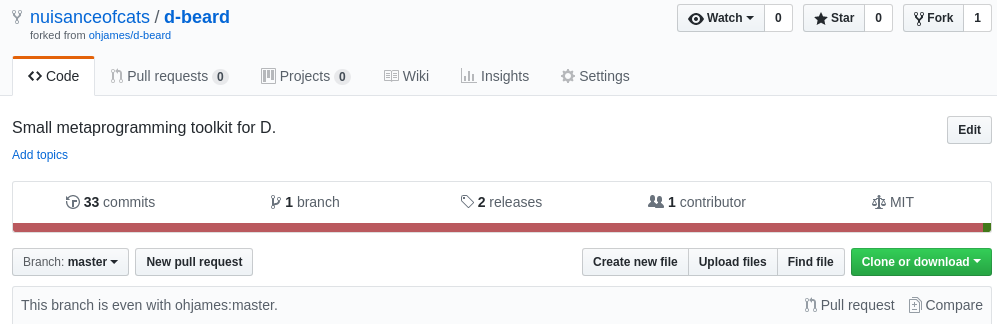 nuisanceofcats / d-beard Watch 0 Star 0 Fork 1
forked from ohjames/d-beard
Code Pull requests 0 Projects 0 Wiki Insights Settings
Small metaprogramming toolkit for D. Edit
Add topics
33 commits 1 branch 2 releases 1 contributor MIT
Branch: master New pull request Create new file Upload files Find file Clone or download
This branch is even with ohjames:master. Pull request Compare